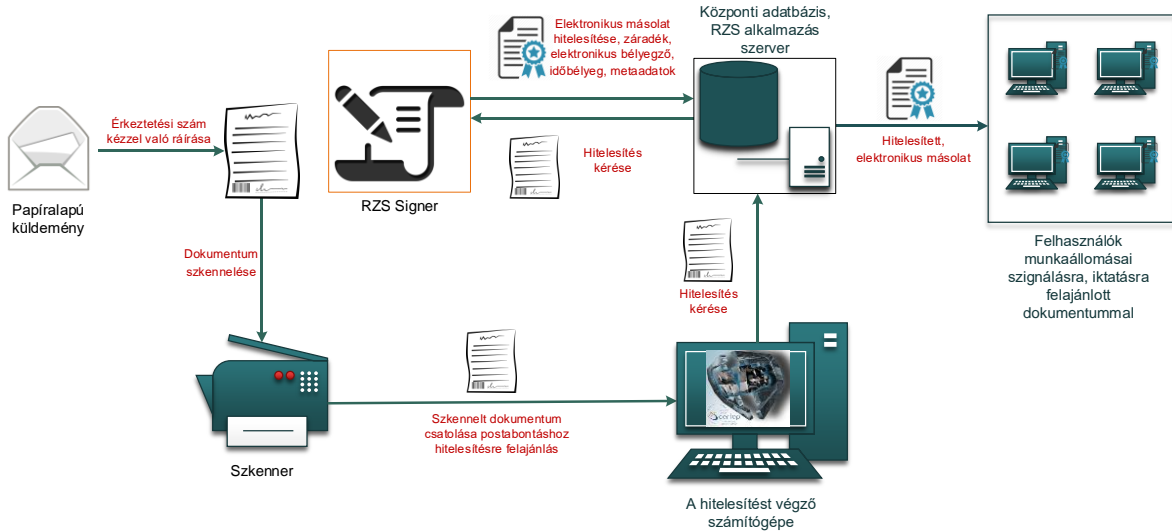 Elektronikus másolat
hitelesítése, záradék,
elektronikus bélyegző,
időbélyeg, metaadatok
Központi adatbázis,
RZS alkalmazás
szerver
Érkeztetési szám
kézzel való ráírása
Hitelesítés
kérése
Hitelesített,
elektronikus másolat
Papíralapú
küldemény
RZS Signer
Felhasználók
munkaállomásai
szignálásra, iktatásra
felajánlott
dokumentummal
Dokumentum
szkennelése
Hitelesítés
kérése
Szkennelt dokumentum
csatolása postabontáshoz
hitelesítésre felajánlás
Szkenner
A hitelesítést végző
számítógépe